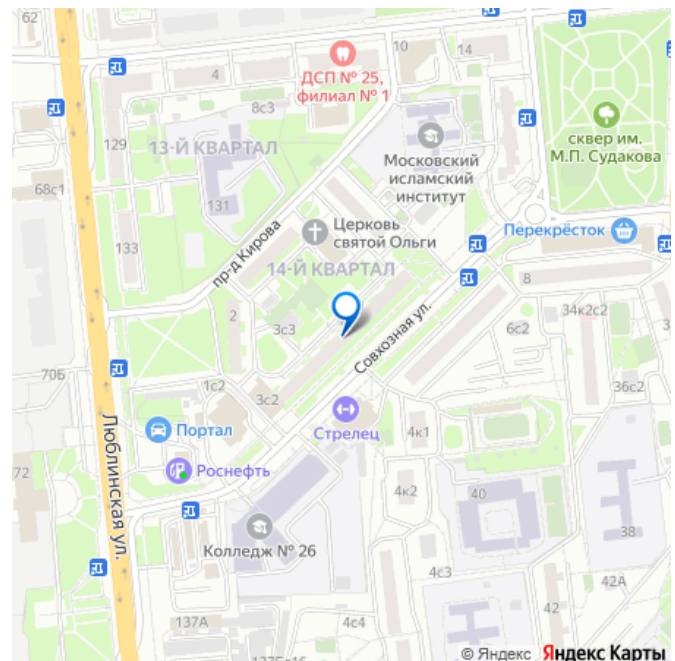 62
4
10
14
ДСП № 25,
филиал № 1
8с3
129
13-Й КВАРТАЛ
Московский
исламский
институт
сквер им.
М.П. Судакова
68с1
131
133
пр-д Кирова
Церковь
святой Ольги
Перекрёсток
14-Й КВАРТАЛ
8
2
3с3
Совхозная ул.
34к2с2
6с2
70Б
1с2
3с2
36с2
Люблинская ул.
Портал
Стрелец
4к1
Роснефть
72
4к2
40
38
Колледж № 26
4с3
42А
42
137А
4с4
137Бс16
© Яндекс Яндекс Карты